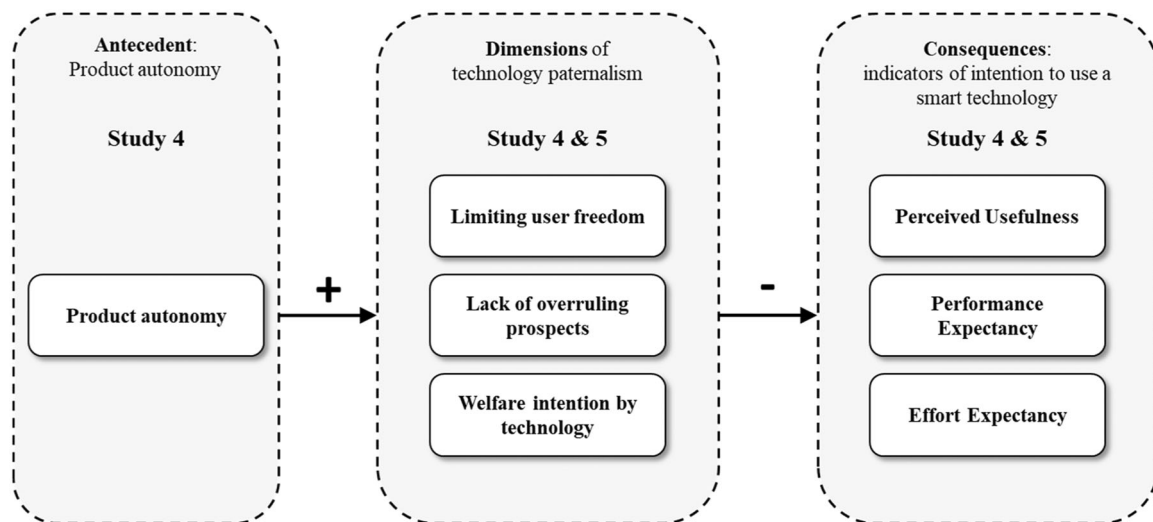 Antecedent:
Product autonomy
Study 4
Product autonomy
+
Dimensions of
technology paternalism
Study 4 & 5
Limiting user freedom
Lack of overruling
prospects
Welfare intention by
technology
-
Consequences:
indicators of intention to use a
smart technology
Study 4 & 5
Perceived Usefulness
Performance
Expectancy
Effort Expectancy